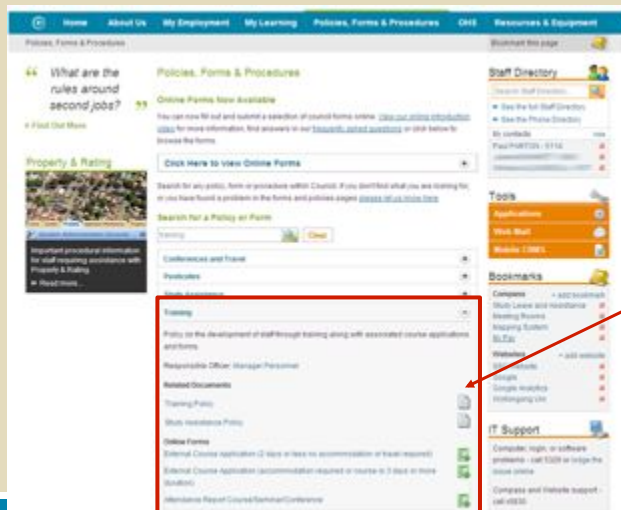 Home About Us My Employment My Learning Policies, Forms & Procedures OHS Resources & Equipment
Policies, Forms & Procedures
Bookmark this page
What are the
rules around
second jobs?
Find Out More
Property & Rating
Important procedural information
for staff requiring assistance with
Property & Rating.
Read more...
Policies, Forms & Procedures
Online Forms Now Available
You can now fill out and submit a selection of council forms online. View our online introduction
video for more information, find answers in our frequently asked questions or click below to
browse the forms.
Click Here to view Online Forms
Search for any policy, form or procedure within Council. If you don't find what you are looking for,
or you have found a problem in the forms and policies pages please let us know here.
Search for a Policy or Form
training
Clear
Conferences and Travel
Pesticides
Study Assistance
Training
Policy on the development of staff through training along with associated course applications
and forms.
Responsible Officer: Manager Personnel
Related Documents
Training Policy
Study Assistance Policy
Online Forms
External Course Application (2 days or less no accommodation or travel required)
External Course Application (accommodation required or course is 3 days or more
duration)
Attendance Report Course/Seminar/Conference
Staff Directory
Search Staff Directory
See the full Staff Directory
See the Phone Directory
My contacts
Tools
Applications
Web Mail
Bookmarks
Compass + add bookmark
Study Leave and Assistance
Meeting Rooms
Mapping System
My Pay
Websites + add website
Google
Google Analytics
IT Support
Computer, login, or software
problems - call 5328 or lodge the
issue online
Compass and Website support -